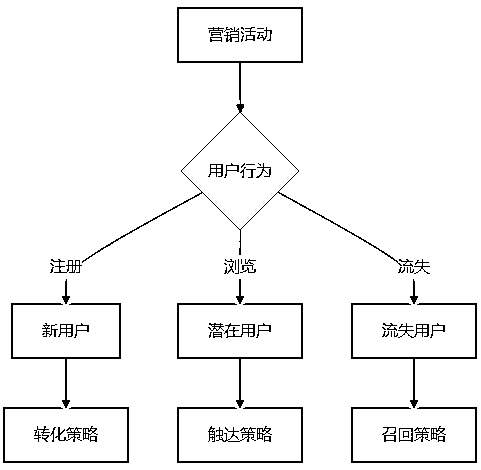 营销活动
用户行为
注册
浏览
流失
新用户
潜在用户
流失用户
转化策略
触达策略
召回策略